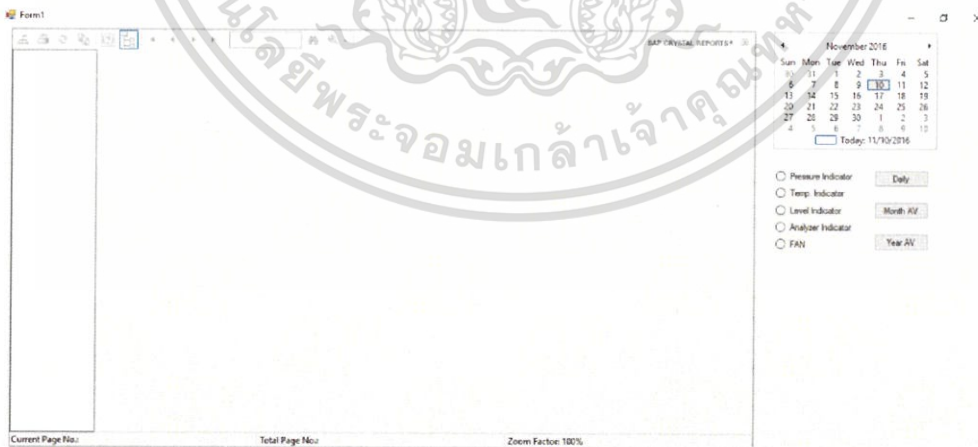 Form1
SAP CRYSTAL REPORTS
November 2016
Sun Mon Tue Wed Thu Fri Sat
30 31 1 2 3 4 5
6 7 8 9 10 11 12
13 14 15 16 17 18 19
20 21 22 23 24 25 26
27 28 29 30 1 2 3
4 5 6 7 8 9 10
Today: 11/10/2016
Pressure Indicator
Daily
Temp. Indicator
Level Indicator
Month AV.
Analyzer Indicator
FAN
Year AV.
Current Page No.:
Total Page No.:
Zoom Factor: 100%